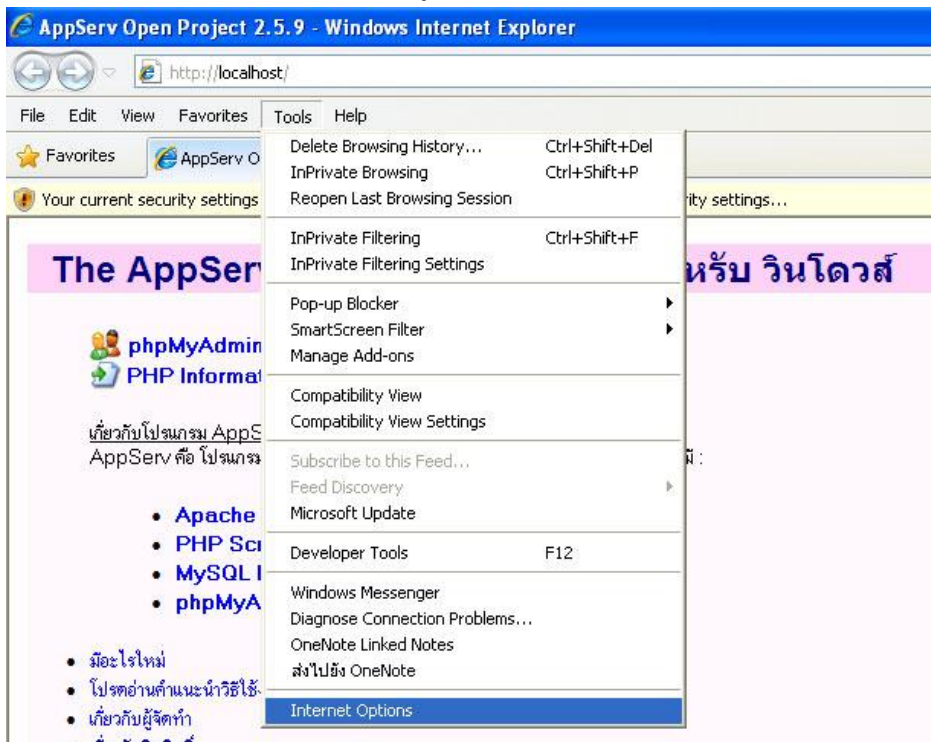 AppServ Open Project 2.5.9 - Windows Internet Explorer
http://localhost/
File Edit View Favorites Tools Help
Favorites AppServ O
Your current security settings ity settings...
The AppSer หรับ วินโดวส์
phpMyAdmin
PHP Informat
เกี่ยวกับโปรแกรม AppS
AppServ คือ โปรแกรม มี :
• Apache
• PHP Scr
• MySQL
• phpMyA
• มีอะไรใหม่
• โปรดอ่านคำแนะนำวิธีใช้
• เกี่ยวกับผู้จัดทำ
Delete Browsing History... Ctrl+Shift+Del
InPrivate Browsing Ctrl+Shift+P
Reopen Last Browsing Session
InPrivate Filtering Ctrl+Shift+F
InPrivate Filtering Settings
Pop-up Blocker
SmartScreen Filter
Manage Add-ons
Compatibility View
Compatibility View Settings
Subscribe to this Feed...
Feed Discovery
Microsoft Update
Developer Tools F12
Windows Messenger
Diagnose Connection Problems...
OneNote Linked Notes
ส่งไปยัง OneNote
Internet Options